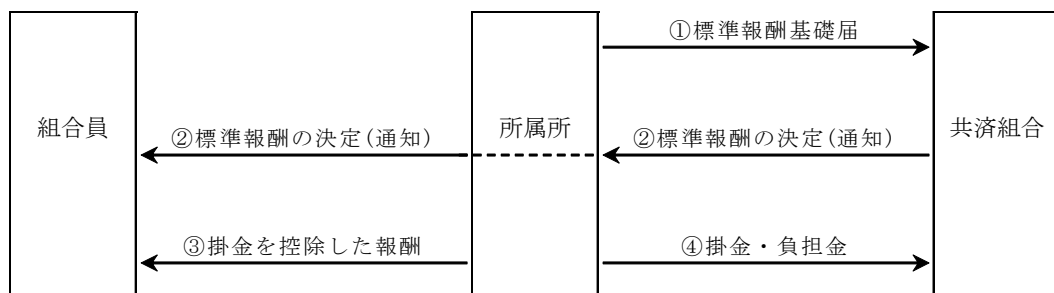 ①標準報酬基礎届
組合員
所属所
共済組合
②標準報酬の決定(通知)
②標準報酬の決定(通知)
③掛金を控除した報酬
④掛金・負担金